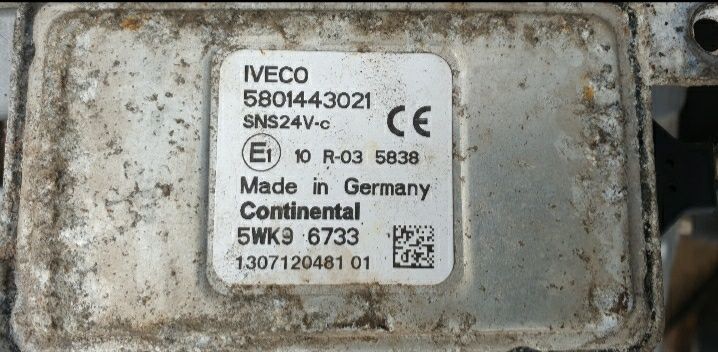 IVECO
5801443021
SNS24V-c
CE
E1 10 R-03 5838
Made in Germany
Continental
5WK9 6733
1307120481 01